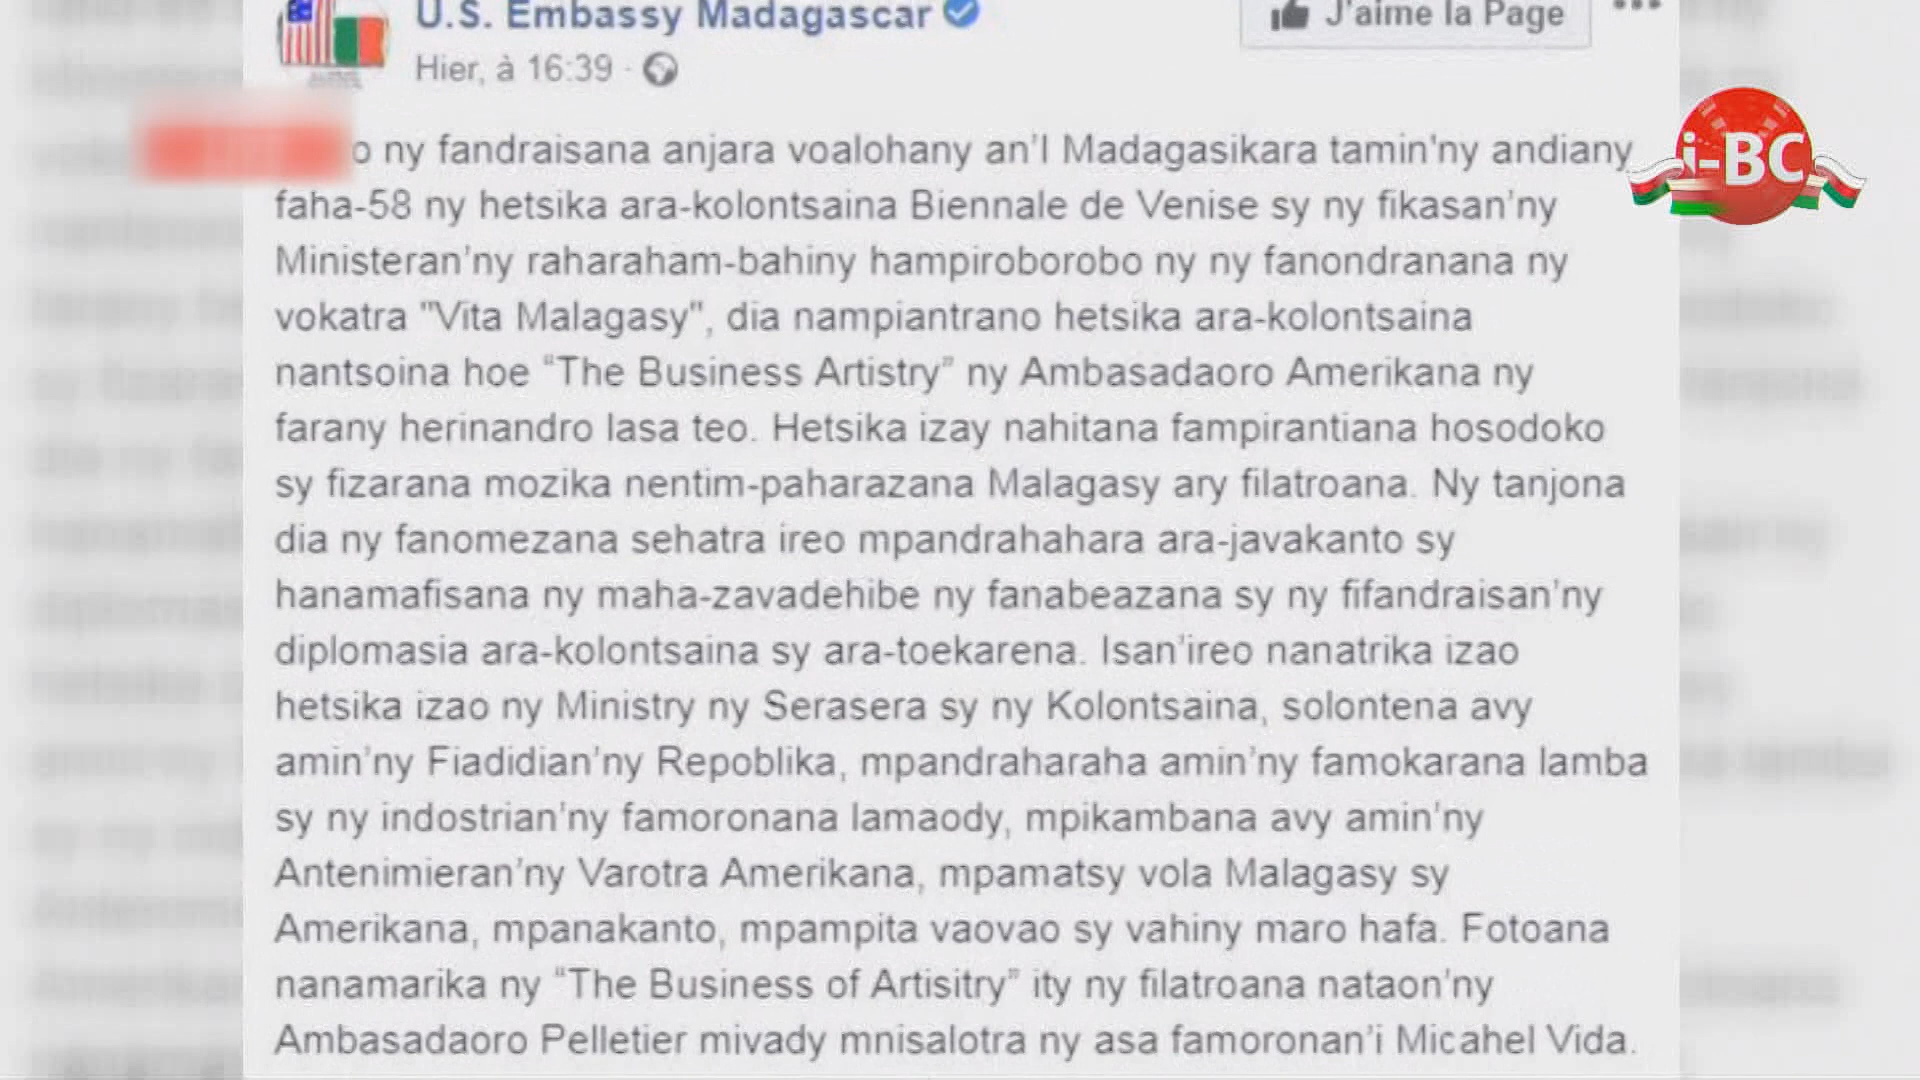 U.S. Embassy Madagascar
J'aime la Page
Hier, à 16:39
i-BC
o ny fandraisana anjara voalohany an'I Madagasikara tamin'ny andiany
faha-58 ny hetsika ara-kolontsaina Biennale de Venise sy ny fikasan'ny
Ministeran'ny raharaham-bahiny hampiroborobo ny ny fanondranana ny
vokatra "Vita Malagasy", dia nampiantrano hetsika ara-kolontsaina
nantsoina hoe “The Business Artistry” ny Ambasadaoro Amerikana ny
farany herinandro lasa teo. Hetsika izay nahitana fampirantiana hosodoko
sy fizarana mozika nentim-paharazana Malagasy ary filatroana. Ny tanjona
dia ny fanomezana sehatra ireo mpandrahahara ara-javakanto sy
hanamafisana ny maha-zavadehibe ny fanabeazana sy ny fifandraisan'ny
diplomasia ara-kolontsaina sy ara-toekarena. Isan'ireo nanatrika izao
hetsika izao ny Ministry ny Serasera sy ny Kolontsaina, solontena avy
amin'ny Fiadidian'ny Repoblika, mpandraharaha amin'ny famokarana lamba
sy ny indostrian'ny famoronana lamaody, mpikambana avy amin'ny
Antenimieran'ny Varotra Amerikana, mpamatsy vola Malagasy sy
Amerikana, mpanakanto, mpampita vaovao sy vahiny maro hafa. Fotoana
nanamarika ny “The Business of Artisitry” ity ny filatroana nataon'ny
Ambasadaoro Pelletier mivady mnisalotra ny asa famoronan'i Micahel Vida.